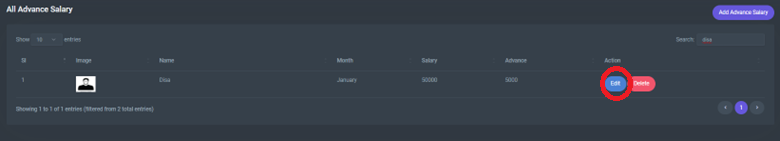 All Advance Salary
Add Advance Salary
Show 10 entries
Search: disa
Sl Image Name Month Salary Advance Action
1 Disa January 50000 5000 Edit Delete
Showing 1 to 1 of 1 entries (filtered from 2 total entries)
1